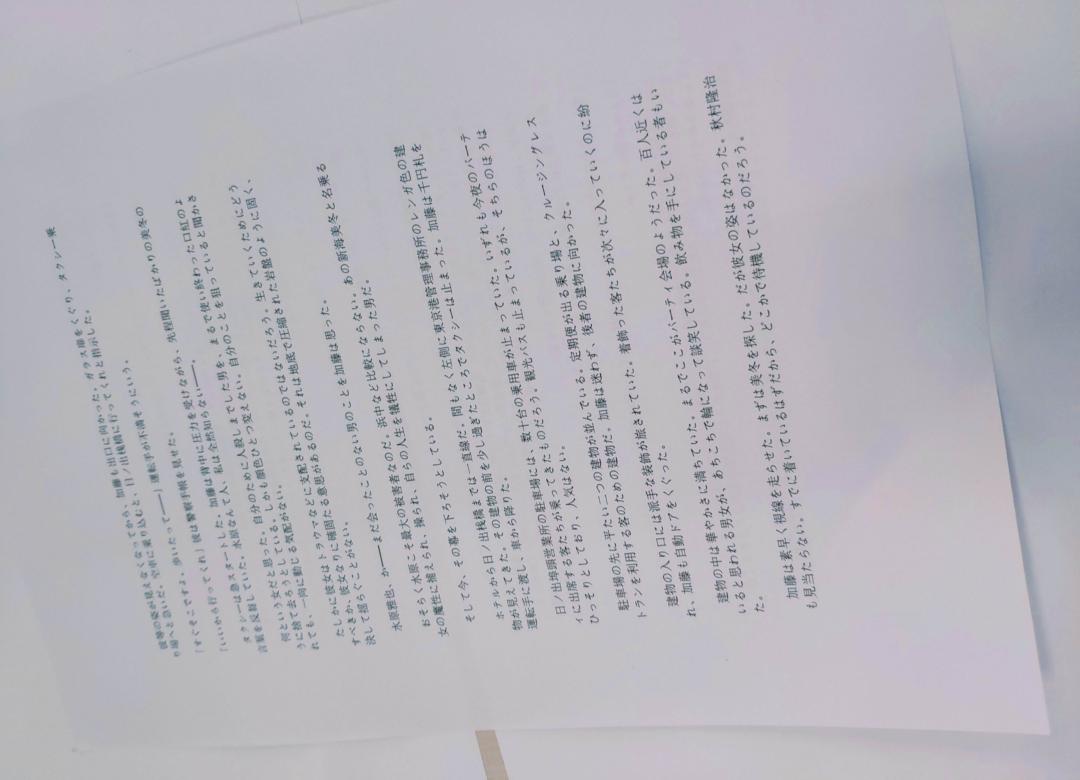 彼等の姿が見えなくなってから、加藤も出口に向かった。ガラス扉をくぐり、タクシー乗
り場へと急いだ。空車に乗り込むと、日ノ出桟橋に行ってくれと指示した。
「すぐそこですよ。歩いたって――」運転手が不満そうにいう。
「いいから行ってくれ」彼は警察手帳を見せた。
タクシーは急スタートした。加藤は背中に圧力を受けながら、先程聞いたばかりの美冬の
言葉を反芻していた。水原なんて人、私は全然知らない――。
何という女だと思った。自分のために人殺しまでした男を、まるで使い終わった口紅のよ
うに捨て去ろうとしている。しかも顔色ひとつ変えない。自分のことを狙っていると聞かさ
れても、一向に動じる気配がない。
たしかに彼女はトラウマなどに支配されているのではないだろう。生きていくためにどう
すべきか、彼女なりに確固たる意思があるのだ。それは地底で圧縮された岩盤のように固く、
決して揺らぐことがない。
水原雅也、か――まだ会ったことのない男のことを加藤は思った。
おそらく水原こそ最大の被害者なのだ。浜中など比較にならない。あの新海美冬と名乗る
女の魔性に捕えられ、操られ、自らの人生を犠牲にしてしまった男だ。
そして今、その幕を下ろそうとしている。
ホテルから日ノ出桟橋までは一直線だ。間もなく左側に東京港管理事務所のレンガ色の建
物が見えてきた。その建物の前を少し過ぎたところでタクシーは止まった。加藤は千円札を
運転手に渡し、車から降りた。
日ノ出埠頭営業所の駐車場には、数十台の乗用車が止まっていた。いずれも今夜のパーテ
ィに出席する客たちが乗ってきたものだろう。観光バスも止まっているが、そちらのほうは
ひっそりとしており、人気はない。
駐車場の先に平たい二つの建物が並んでいる。定期便が出る乗り場と、クルージングレス
トランを利用する客のための建物だ。加藤は迷わず、後者の建物に向かった。
建物の入り口には派手な装飾が施されていた。着飾った客たちが次々に入っていくのに紛
れ、加藤も自動ドアをくぐった。
建物の中は華やかさに満ちていた。まるでここがパーティ会場のようだった。百人近くは
いると思われる男女が、あちこちで輪になって談笑している。飲み物を手にしている者もい
た。
加藤は素早く視線を走らせた。まずは美冬を探した。だが彼女の姿はなかった。秋村隆治
も見当たらない。すでに着いているはずだから、どこかで待機しているのだろう。